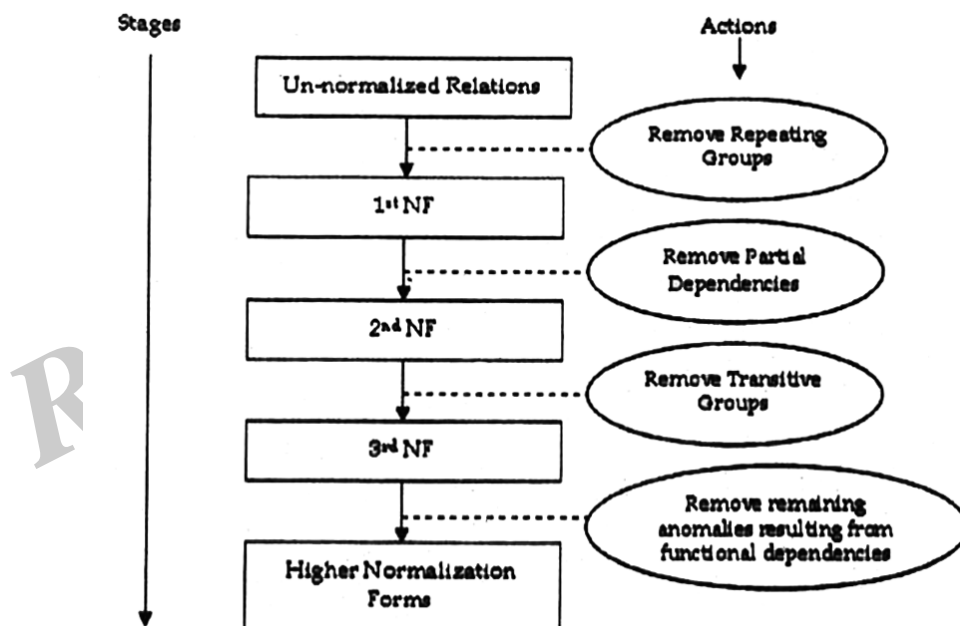 Stages
Actions
Un-normalized Relations
Remove Repeating
Groups
1st NF
Remove Partial
Dependencies
2nd NF
Remove Transitive
Groups
3rd NF
Remove remaining
anomalies resulting from
functional dependencies
Higher Normalization
Forms
R